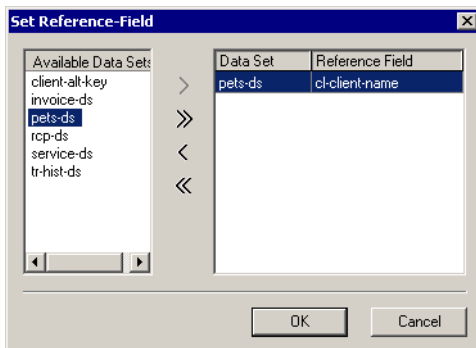 Set Reference-Field
Available Data Sets
client-alt-key
invoice-ds
pets-ds
rcp-ds
service-ds
tr-hist-ds
Data Set Reference Field
pets-ds cl-client-name
OK Cancel